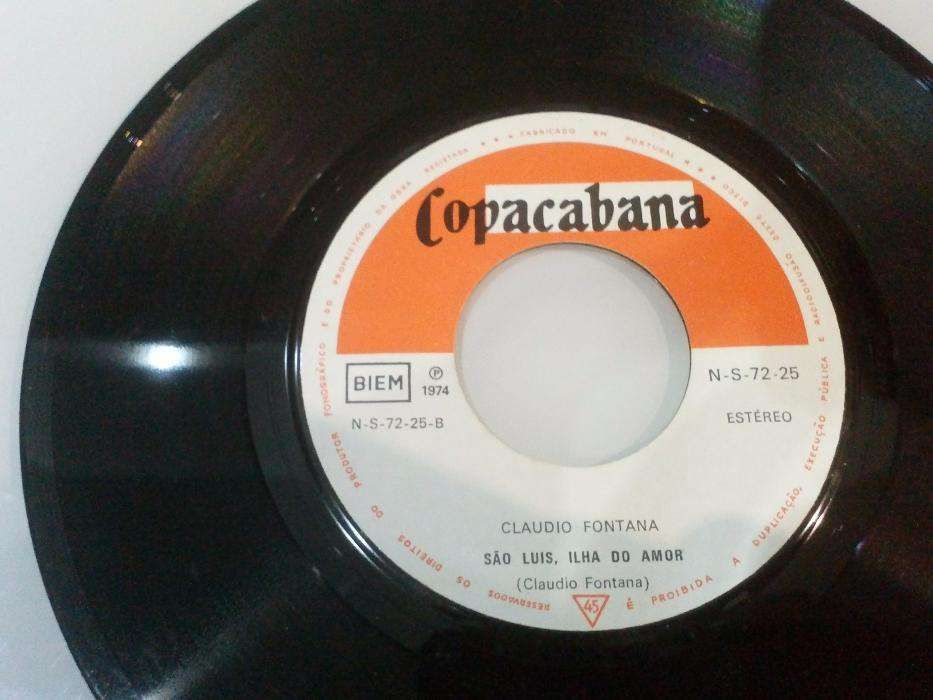 Copacabana
BIEM
℗
1974
N-S-72-25-B
N-S-72-25
ESTÉREO
CLAUDIO FONTANA
SÃO LUIS, ILHA DO AMOR
(Claudio Fontana)
45
RESERVADOS OS DIREITOS DO PRODUTOR FONOGRÁFICO E DO PROPRIETÁRIO DA OBRA REGISTADA ★ ★ ★ FABRICADO EM PORTUGAL ★ ★ ★
É PROIBIDA A DUPLICAÇÃO, EXECUÇÃO PÚBLICA E RADIODIFUSÃO DESTE DISCO